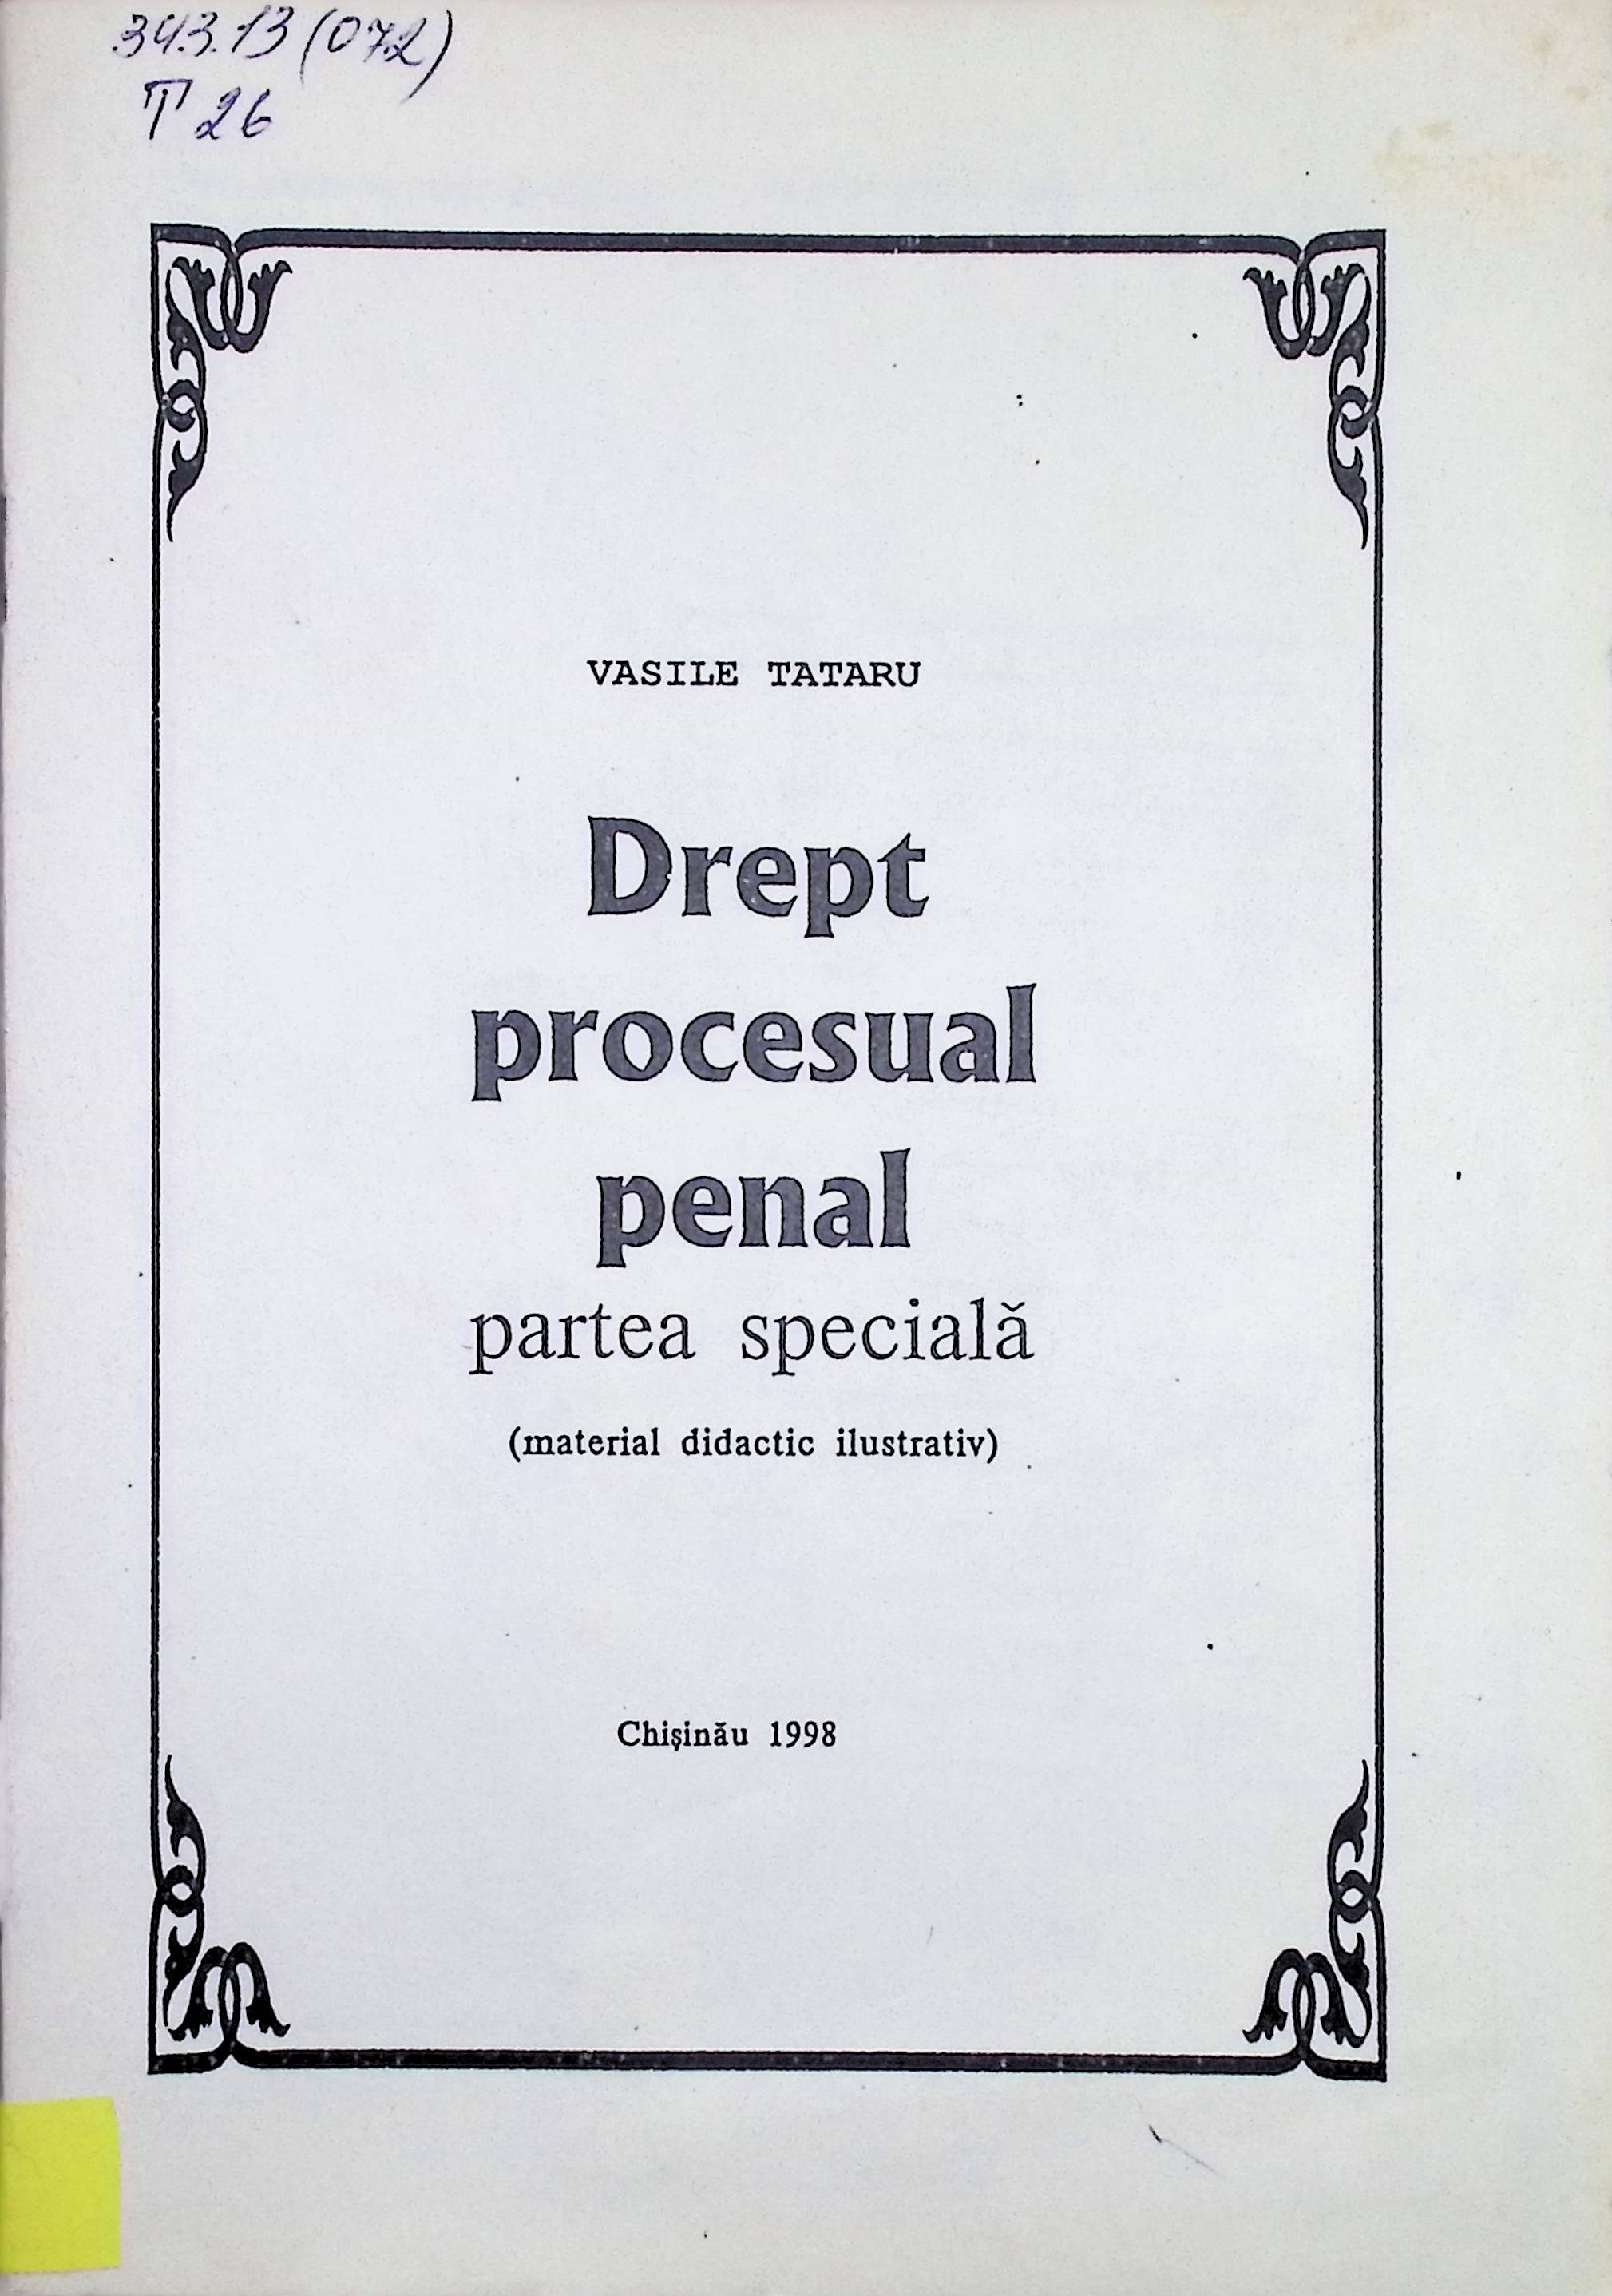 343.13 (072)
T 26
VASILE TATARU
Drept
procesual
penal
partea specială
(material didactic ilustrativ)
Chişinău 1998